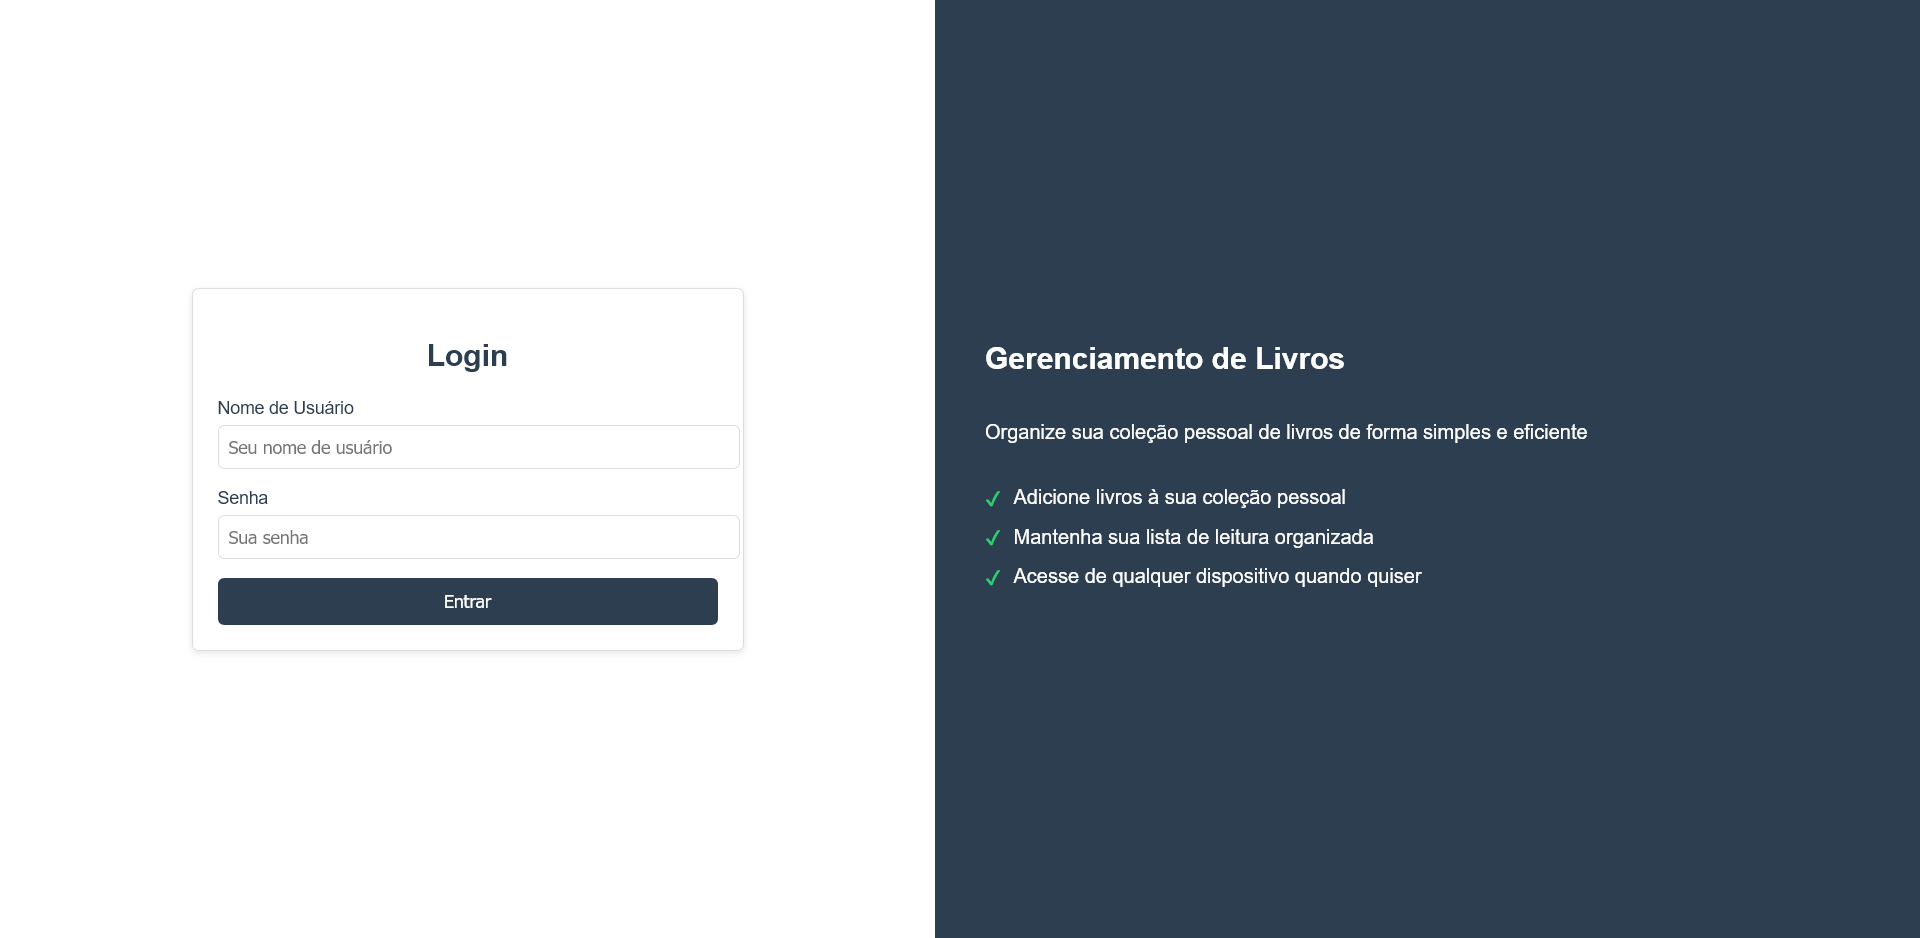 Login
Nome de Usuário
Seu nome de usuário
Senha
Sua senha
Entrar
Gerenciamento de Livros
Organize sua coleção pessoal de livros de forma simples e eficiente
✓ Adicione livros à sua coleção pessoal
✓ Mantenha sua lista de leitura organizada
✓ Acesse de qualquer dispositivo quando quiser